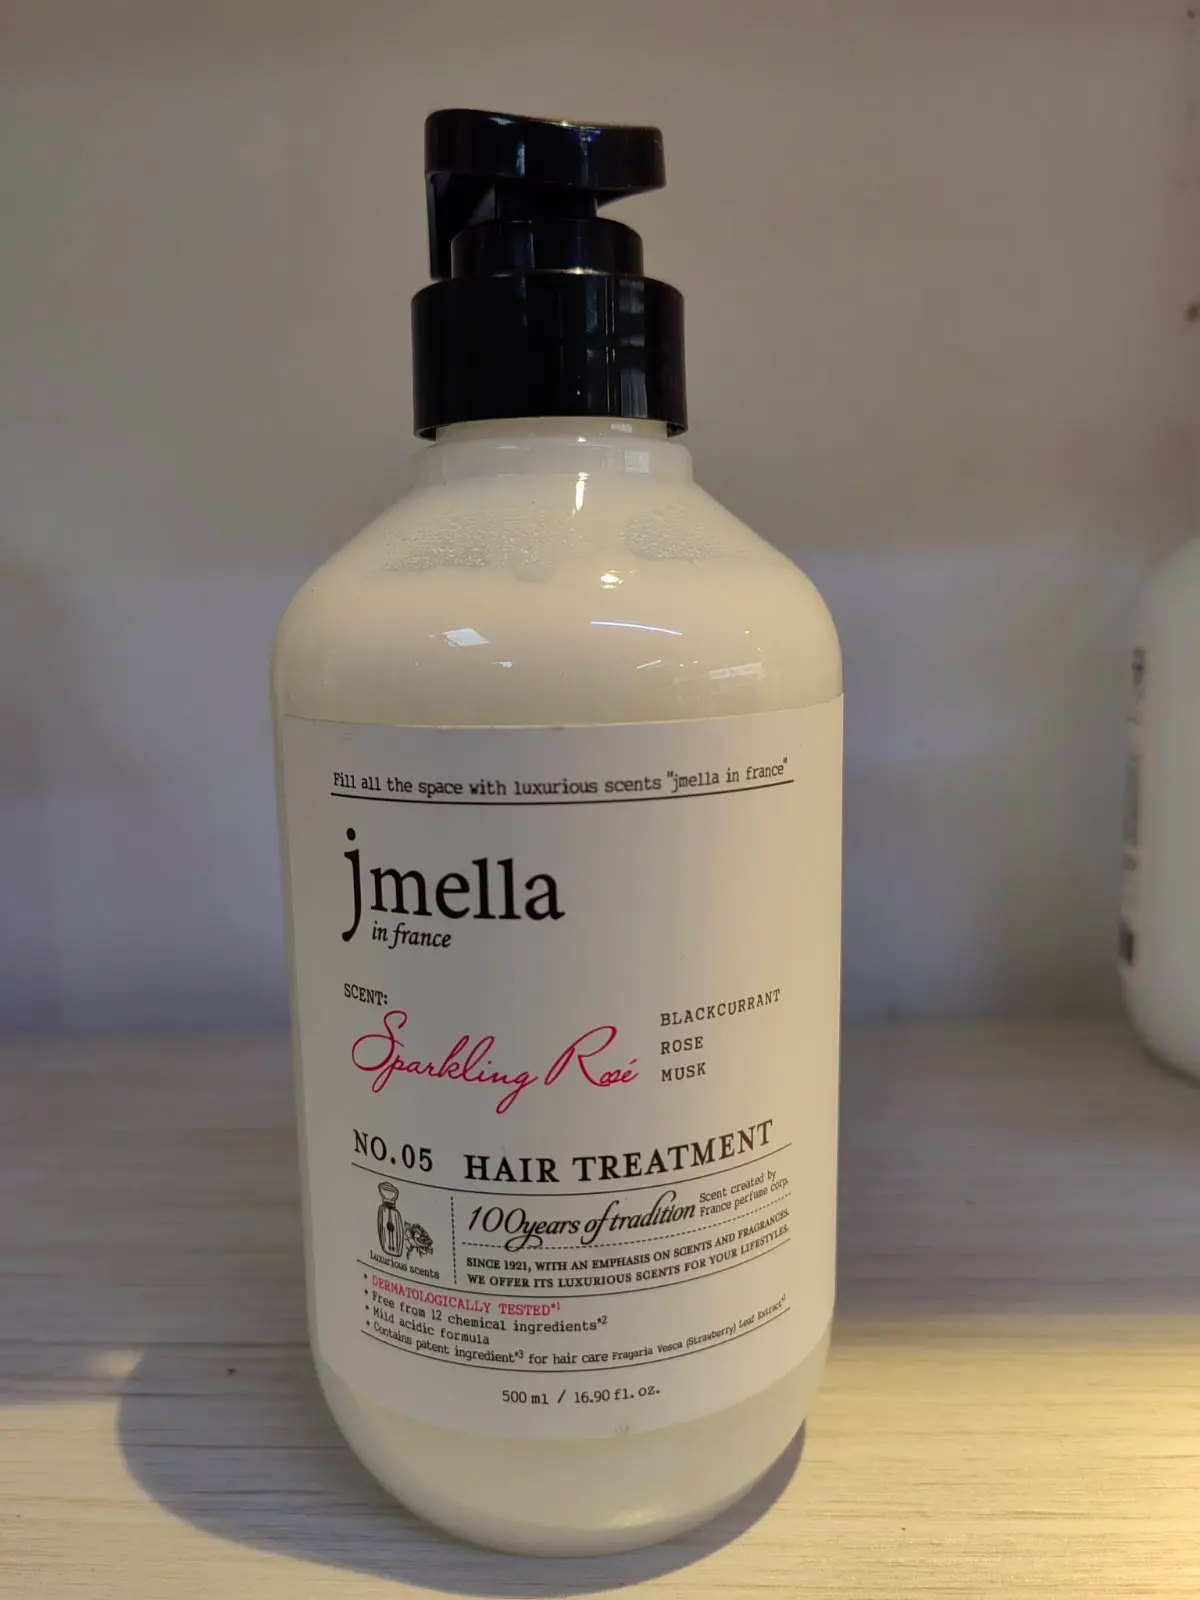 Fill all the space with luxurious scents "jmella in france"
jmella
in france
SCENT:
Sparkling Rosé
BLACKCURRANT
ROSE
MUSK
NO.05 HAIR TREATMENT
Luxurious scents
100years of tradition
Scent created by
France perfume corp.
SINCE 1921, WITH AN EMPHASIS ON SCENTS AND FRAGRANCES.
WE OFFER ITS LUXURIOUS SCENTS FOR YOUR LIFESTYLES.
* DERMATOLOGICALLY TESTED*1
* Free from 12 chemical ingredients*2
* Mild acidic formula
* Contains patent ingredient*3 for hair care Fragaria Vesca (Strawberry) Leaf Extract
500 ml / 16.90 fl. oz.